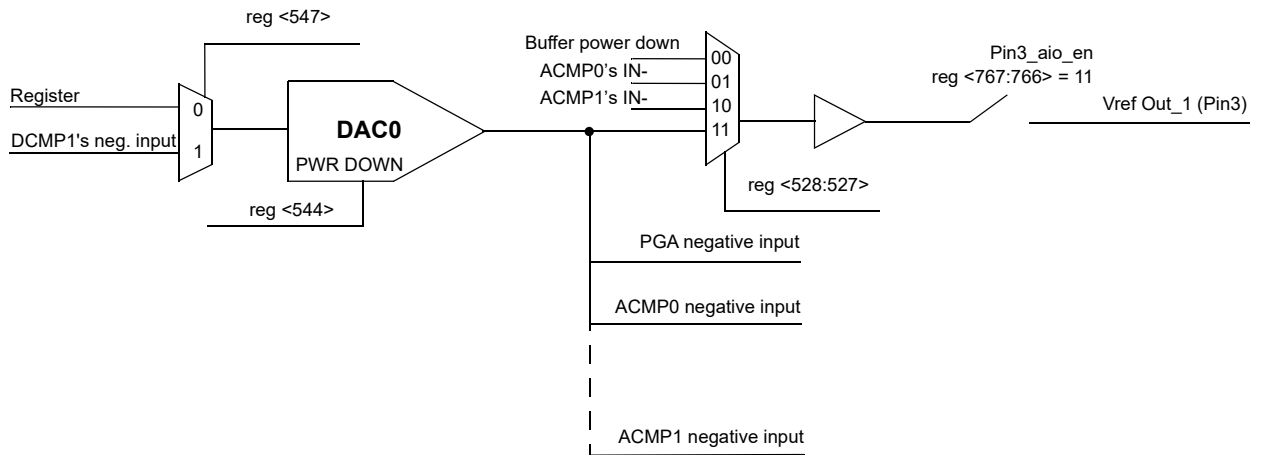 reg <547>
Buffer power down
ACMP0's IN-
ACMP1's IN-
00
01
10
11
Pin3_aio_en
reg <767:766> = 11
Register
DCMP1's neg. input
0
1
DAC0
PWR DOWN
Vref Out_1 (Pin3)
reg <544>
reg <528:527>
PGA negative input
ACMP0 negative input
ACMP1 negative input